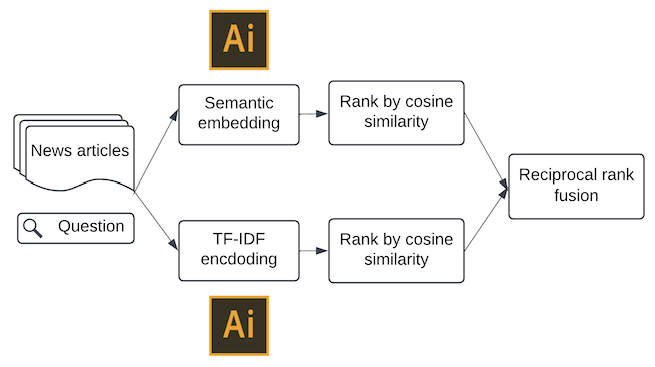 Ai
Semantic
embedding
Rank by cosine
similarity
News articles
Reciprocal rank
fusion
Question
TF-IDF
encdoding
Rank by cosine
similarity
Ai